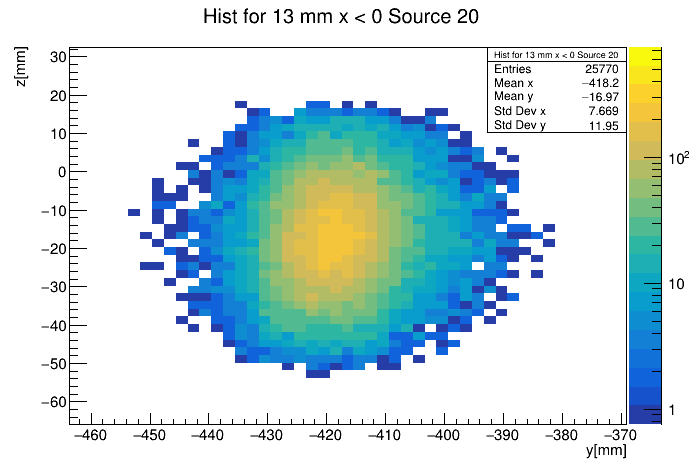 Hist for 13 mm x < 0 Source 20
z[mm]
30
20
10
0
−10
−20
−30
−40
−50
−60
Hist for 13 mm x < 0 Source 20
Entries 25770
Mean x −418.2
Mean y −16.97
Std Dev x 7.669
Std Dev y 11.95
10²
10
1
−460 −450 −440 −430 −420 −410 −400 −390 −380 −370
y[mm]